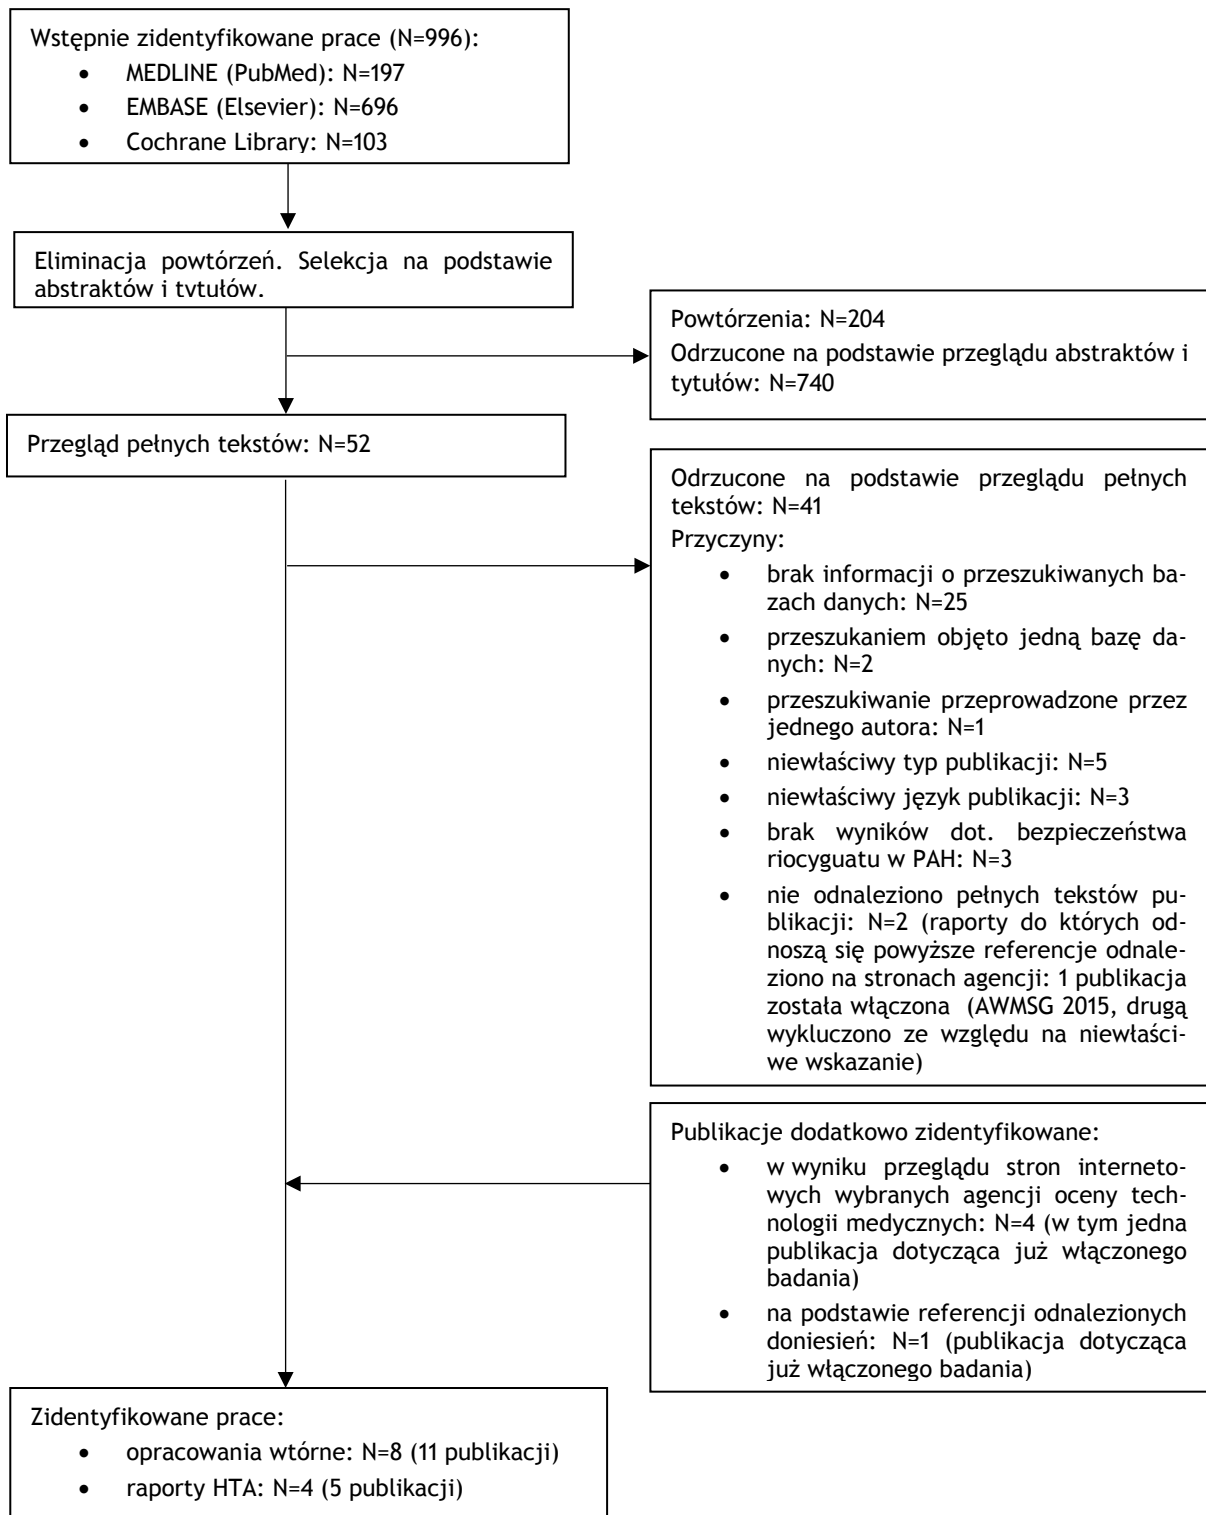 Wstępnie zidentyfikowane prace (N=996):
• MEDLINE (PubMed): N=197
• EMBASE (Elsevier): N=696
• Cochrane Library: N=103
Eliminacja powtórzeń. Selekcja na podstawie
abstraktów i tytułów.
Powtórzenia: N=204
Odrzucone na podstawie przeglądu abstraktów i
tytułów: N=740
Przegląd pełnych tekstów: N=52
Odrzucone na podstawie przeglądu pełnych
tekstów: N=41
Przyczyny:
• brak informacji o przeszukiwanych ba-
zach danych: N=25
• przeszukaniem objęto jedną bazę da-
nych: N=2
• przeszukiwanie przeprowadzone przez
jednego autora: N=1
• niewłaściwy typ publikacji: N=5
• niewłaściwy język publikacji: N=3
• brak wyników dot. bezpieczeństwa
riocyguatu w PAH: N=3
• nie odnaleziono pełnych tekstów pu-
blikacji: N=2 (raporty do których od-
noszą się powyższe referencje odnale-
ziono na stronach agencji: 1 publikacja
została włączona (AWMSG 2015, drugą
wykluczono ze względu na niewłaści-
we wskazanie)
Publikacje dodatkowo zidentyfikowane:
• w wyniku przeglądu stron interneto-
wych wybranych agencji oceny tech-
nologii medycznych: N=4 (w tym jedna
publikacja dotycząca już włączonego
badania)
• na podstawie referencji odnalezionych
doniesień: N=1 (publikacja dotycząca
już włączonego badania)
Zidentyfikowane prace:
• opracowania wtórne: N=8 (11 publikacji)
• raporty HTA: N=4 (5 publikacji)